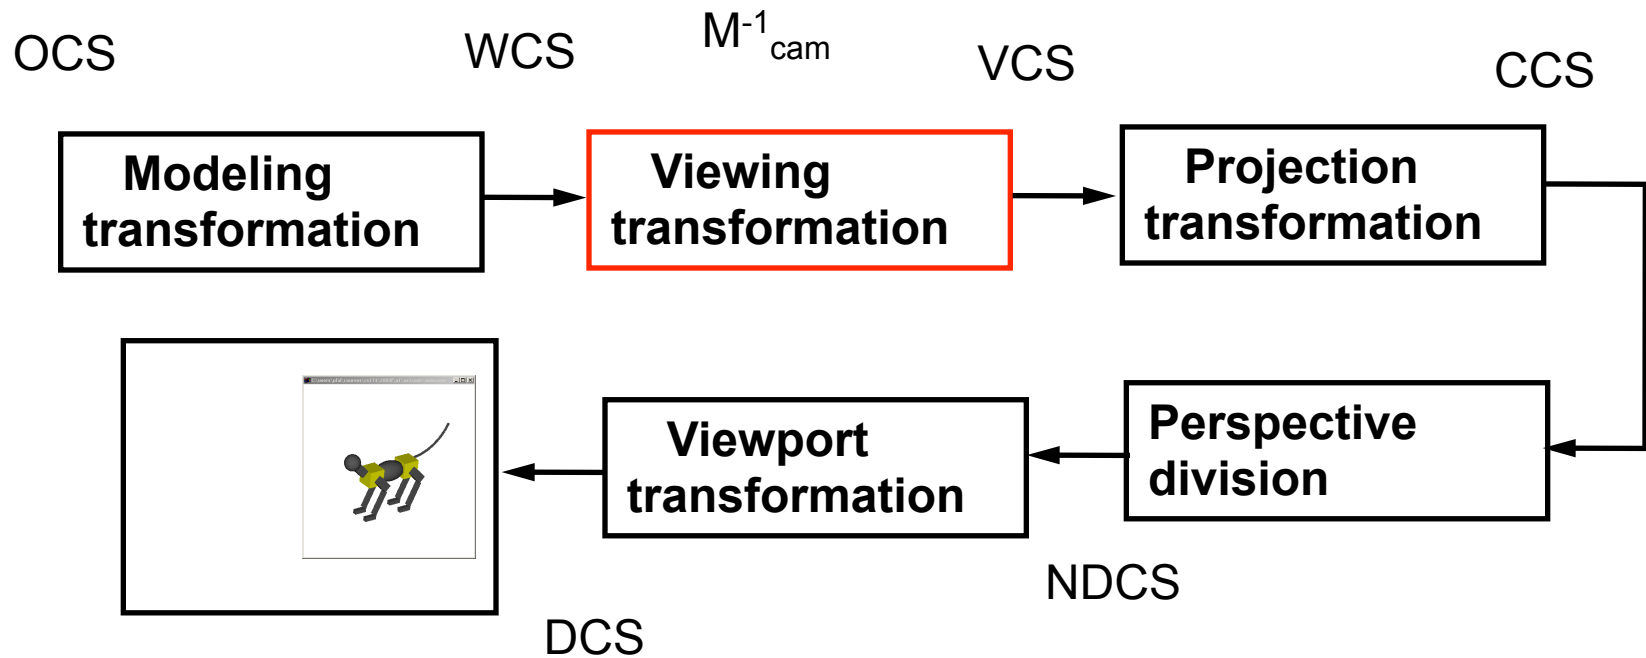 OCS
WCS
M-1cam
VCS
CCS
Modeling
transformation
Viewing
transformation
Projection
transformation
Viewport
transformation
Perspective
division
NDCS
DCS